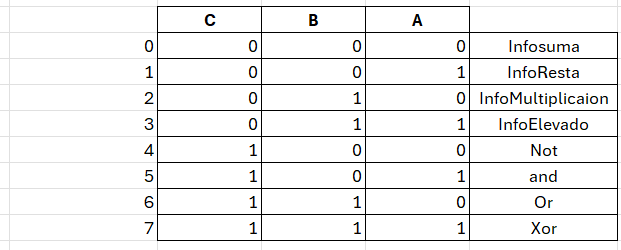 C B A
0 0 0 0 Infosuma
1 0 0 1 InfoResta
2 0 1 0 InfoMultiplicaion
3 0 1 1 InfoElevado
4 1 0 0 Not
5 1 0 1 and
6 1 1 0 Or
7 1 1 1 Xor